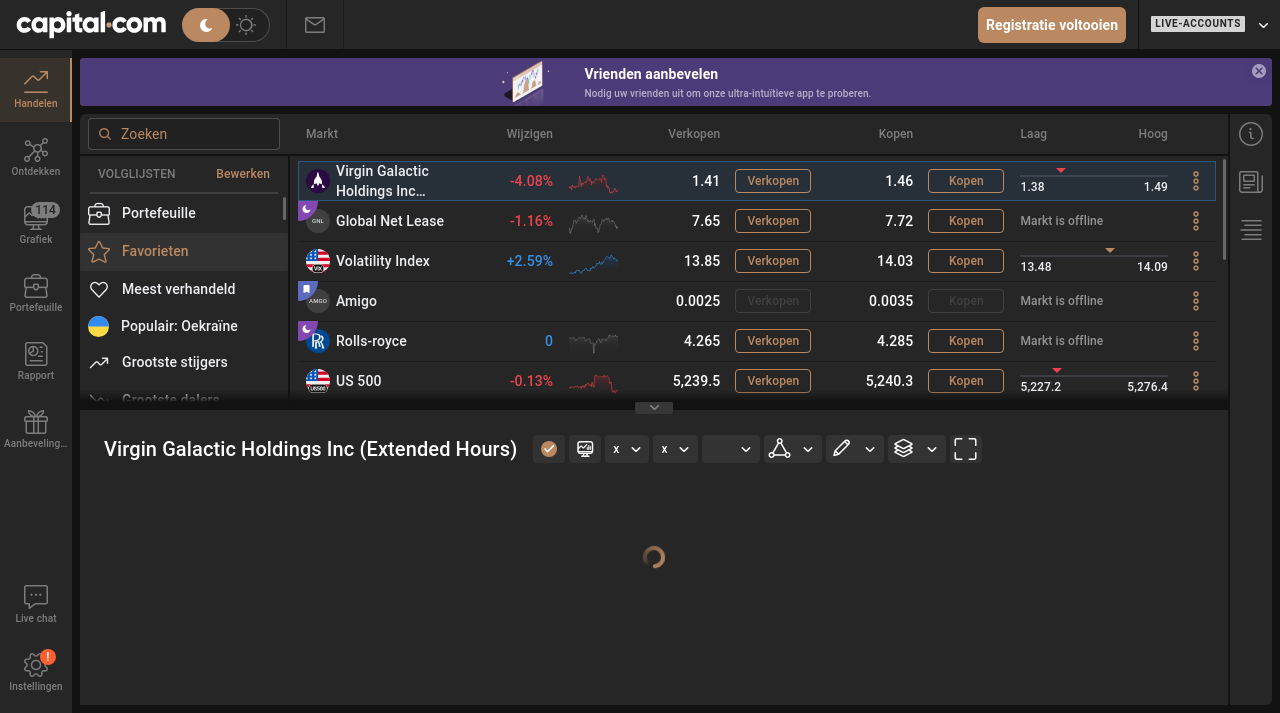 capital.com
Registratie voltooien
LIVE-ACCOUNTS
Vrienden aanbevelen
Nodig uw vrienden uit om onze ultra-intuïtieve app te proberen.
Handelen
Ontdekken
114
Grafiek
Portefeuille
Rapport
Aanbeveling...
Live chat
!
Instellingen
Zoeken
VOLGLIJSTEN Bewerken
Portefeuille
Favorieten
Meest verhandeld
Populair: Oekraïne
Grootste stijgers
Grootste dalers
Markt Wijzigen Verkopen Kopen Laag Hoog
Virgin Galactic
Holdings Inc... -4.08% 1.41 Verkopen 1.46 Kopen 1.38 1.49
GNL Global Net Lease -1.16% 7.65 Verkopen 7.72 Kopen Markt is offline
VIX Volatility Index +2.59% 13.85 Verkopen 14.03 Kopen 13.48 14.09
AMGO Amigo 0.0025 Verkopen 0.0035 Kopen Markt is offline
Rolls-royce 0 4.265 Verkopen 4.285 Kopen Markt is offline
US500 US 500 -0.13% 5,239.5 Verkopen 5,240.3 Kopen 5,227.2 5,276.4
Virgin Galactic Holdings Inc (Extended Hours) x x